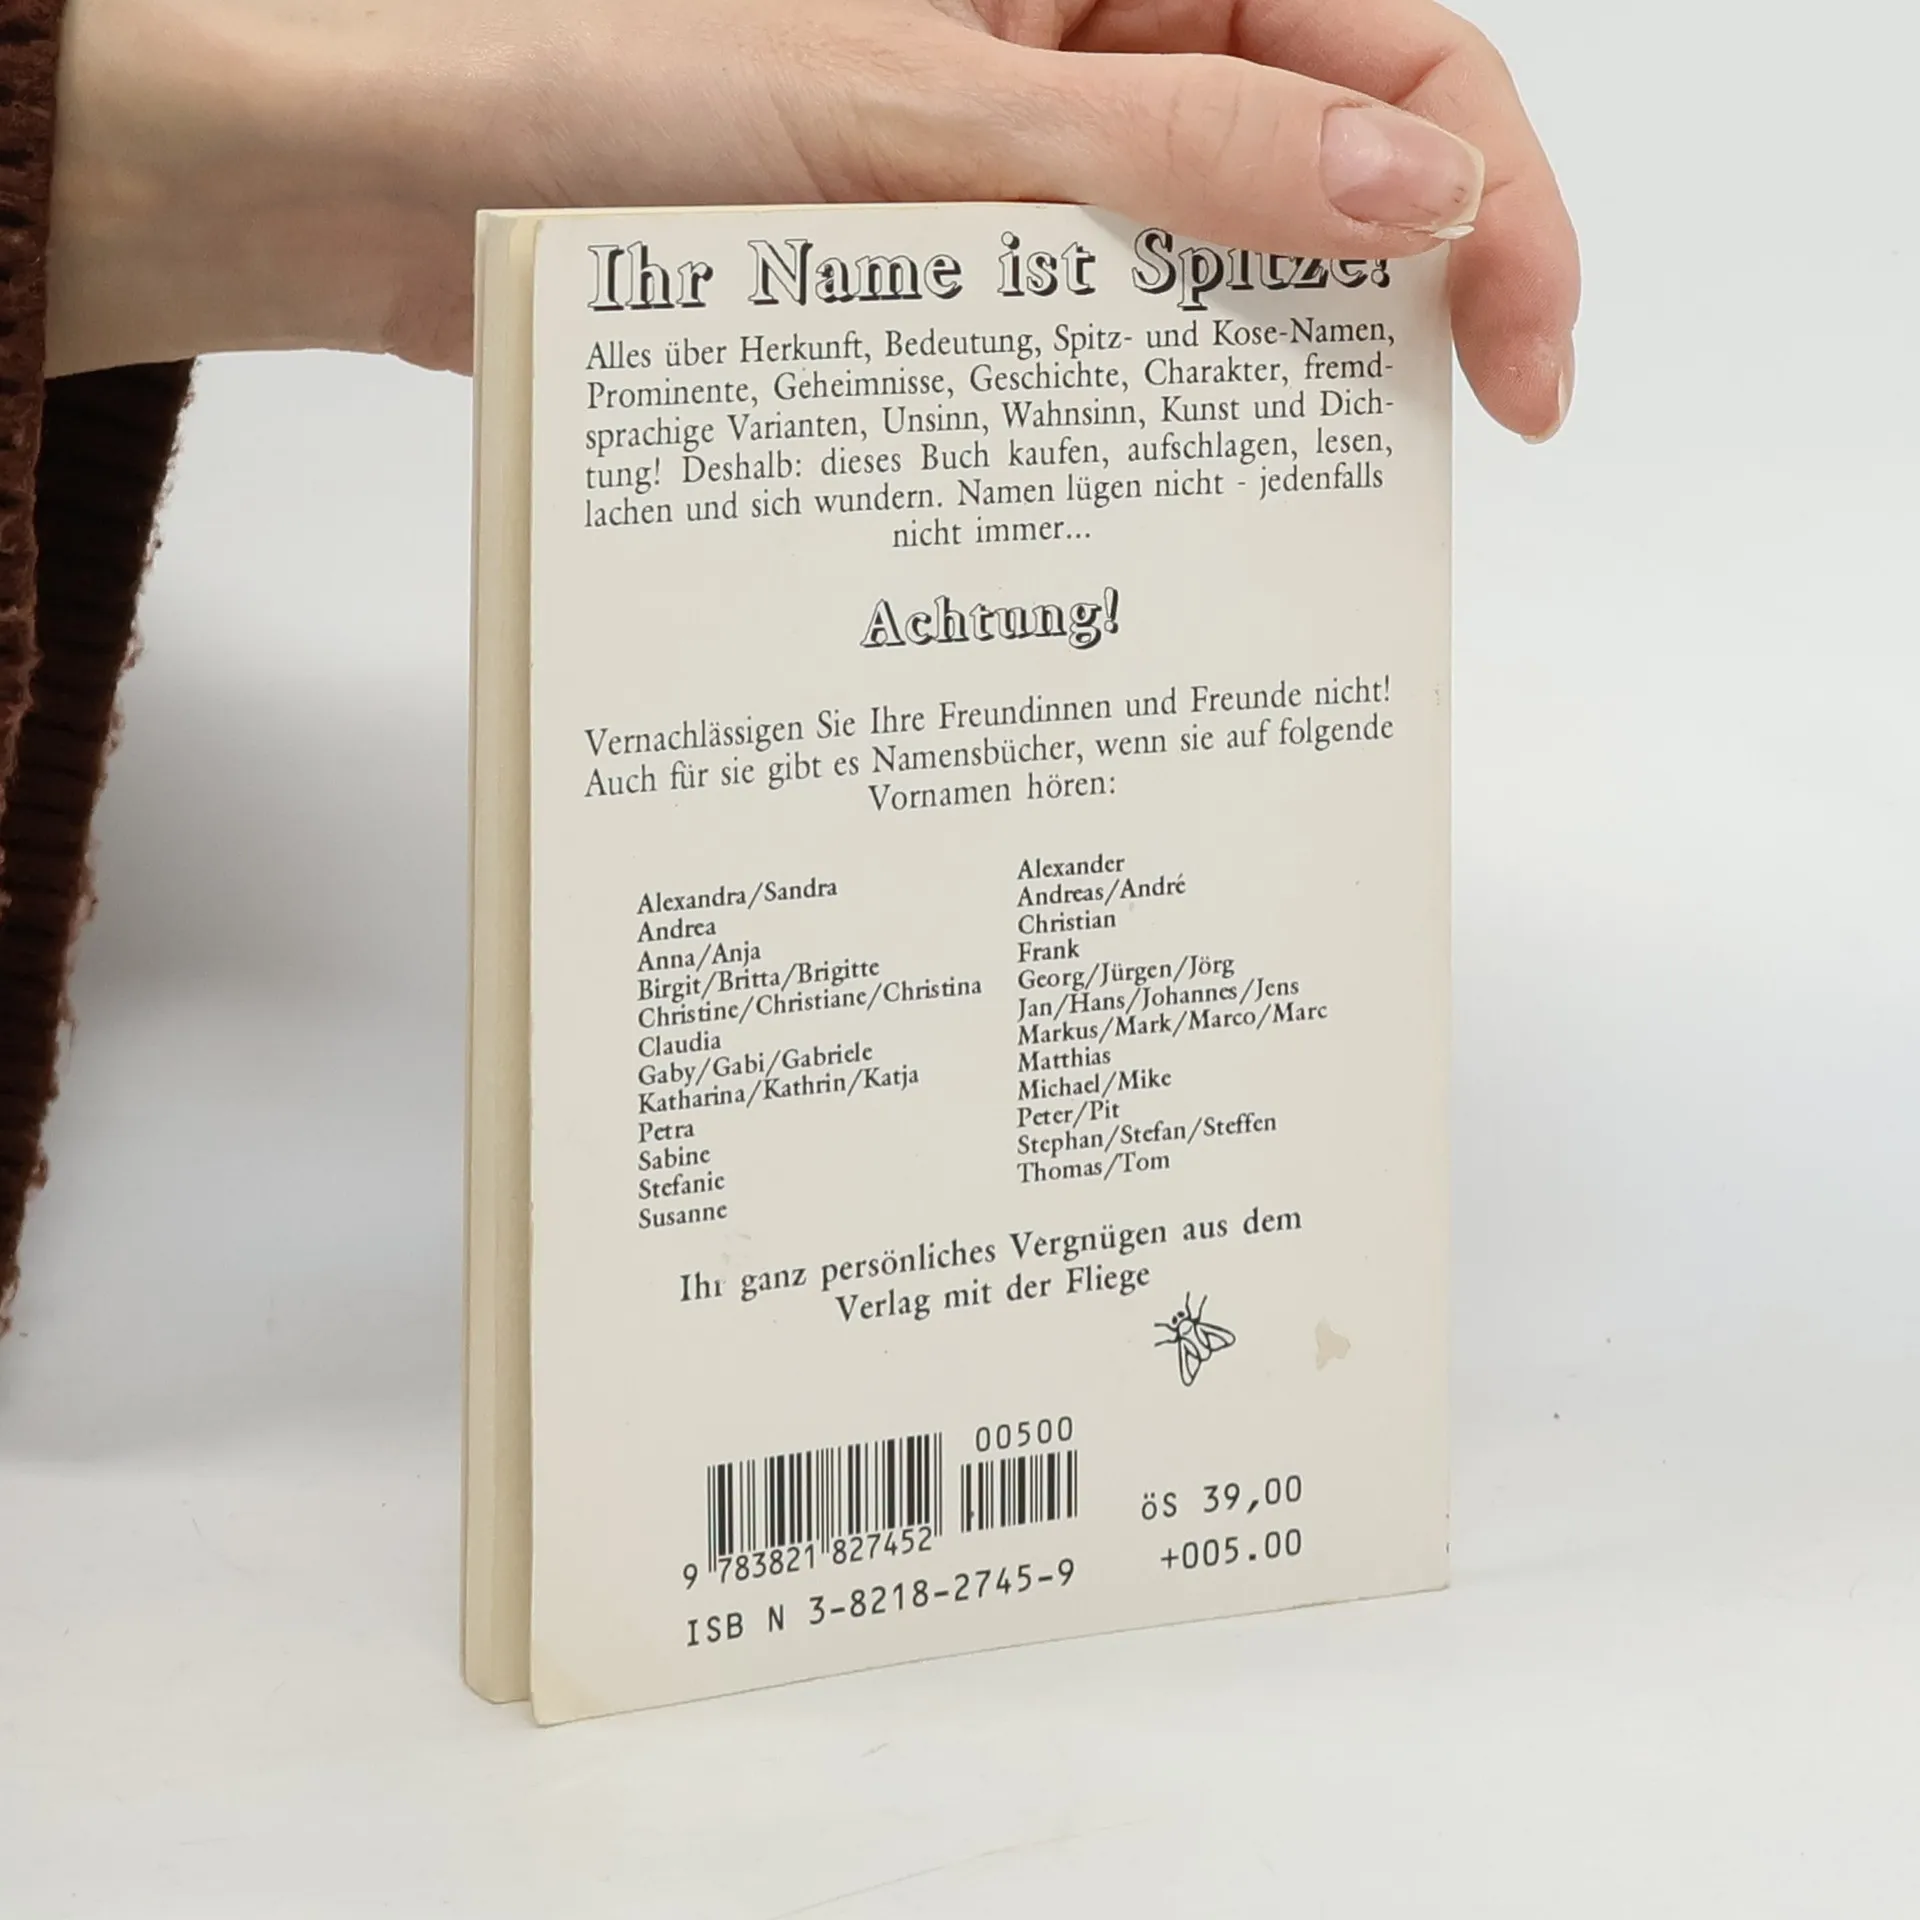 Ihr Name ist Spitze!
Alles über Herkunft, Bedeutung, Spitz- und Kose-Namen,
Prominente, Geheimnisse, Geschichte, Charakter, fremd-
sprachige Varianten, Unsinn, Wahnsinn, Kunst und Dich-
tung! Deshalb: dieses Buch kaufen, aufschlagen, lesen,
lachen und sich wundern. Namen lügen nicht - jedenfalls
nicht immer...
Achtung!
Vernachlässigen Sie Ihre Freundinnen und Freunde nicht!
Auch für sie gibt es Namensbücher, wenn sie auf folgende
Vornamen hören:
Alexandra/Sandra
Andrea
Anna/Anja
Birgit/Britta/Brigitte
Christine/Christiane/Christina
Claudia
Gaby/Gabi/Gabriele
Katharina/Kathrin/Katja
Petra
Sabine
Stefanie
Susanne
Alexander
Andreas/André
Christian
Frank
Georg/Jürgen/Jörg
Jan/Hans/Johannes/Jens
Markus/Mark/Marco/Marc
Matthias
Michael/Mike
Peter/Pit
Stephan/Stefan/Steffen
Thomas/Tom
Ihr ganz persönliches Vergnügen aus dem
Verlag mit der Fliege
00500
9 783821 827452
ISB N 3-8218-2745-9
öS 39,00
+005.00